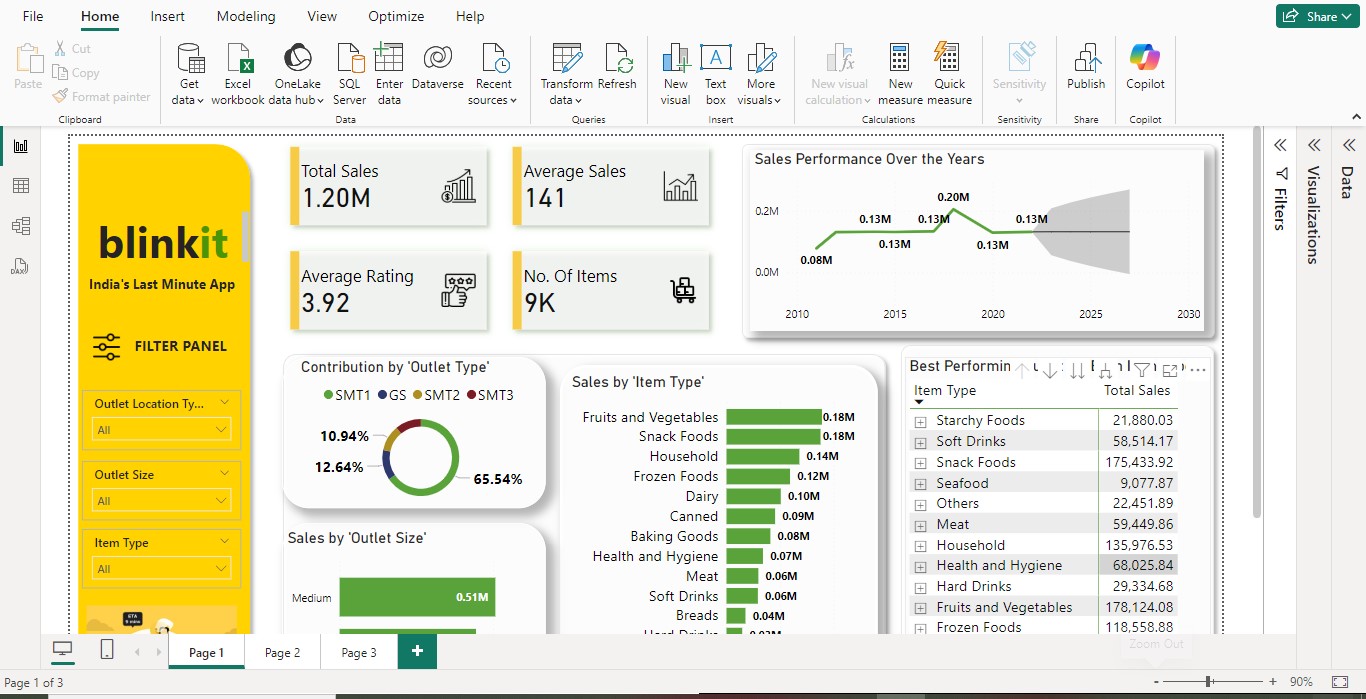 File Home Insert Modeling View Optimize Help
Share
Paste
Cut
Copy
Format painter
Clipboard
Get data
Excel workbook
OneLake data hub
SQL Server
Enter data
Dataverse
Recent sources
Data
Transform data
Refresh
Queries
New visual
Text box
More visuals
Insert
New visual calculation
New measure
Quick measure
Calculations
Sensitivity
Sensitivity
Publish
Share
Copilot
Copilot
blinkit
India's Last Minute App
FILTER PANEL
Outlet Location Ty...
All
Outlet Size
All
Item Type
All
ETA
Total Sales
1.20M
Average Sales
141
Average Rating
3.92
No. Of Items
9K
Sales Performance Over the Years
0.2M
0.0M
0.08M
0.13M
0.13M
0.13M
0.20M
0.13M
0.13M
2010 2015 2020 2025 2030
Contribution by 'Outlet Type'
SMT1 GS SMT2 SMT3
10.94%
12.64%
65.54%
Sales by 'Outlet Size'
Medium 0.51M
Sales by 'Item Type'
Fruits and Vegetables 0.18M
Snack Foods 0.18M
Household 0.14M
Frozen Foods 0.12M
Dairy 0.10M
Canned 0.09M
Baking Goods 0.08M
Health and Hygiene 0.07M
Meat 0.06M
Soft Drinks 0.06M
Breads 0.04M
Best Performin
Item Type Total Sales
Starchy Foods 21,880.03
Soft Drinks 58,514.17
Snack Foods 175,433.92
Seafood 9,077.87
Others 22,451.89
Meat 59,449.86
Household 135,976.53
Health and Hygiene 68,025.84
Hard Drinks 29,334.68
Fruits and Vegetables 178,124.08
Frozen Foods 118,558.88
Filters
Visualizations
Data
Zoom Out
Page 1 Page 2 Page 3 +
Page 1 of 3
- + 90%